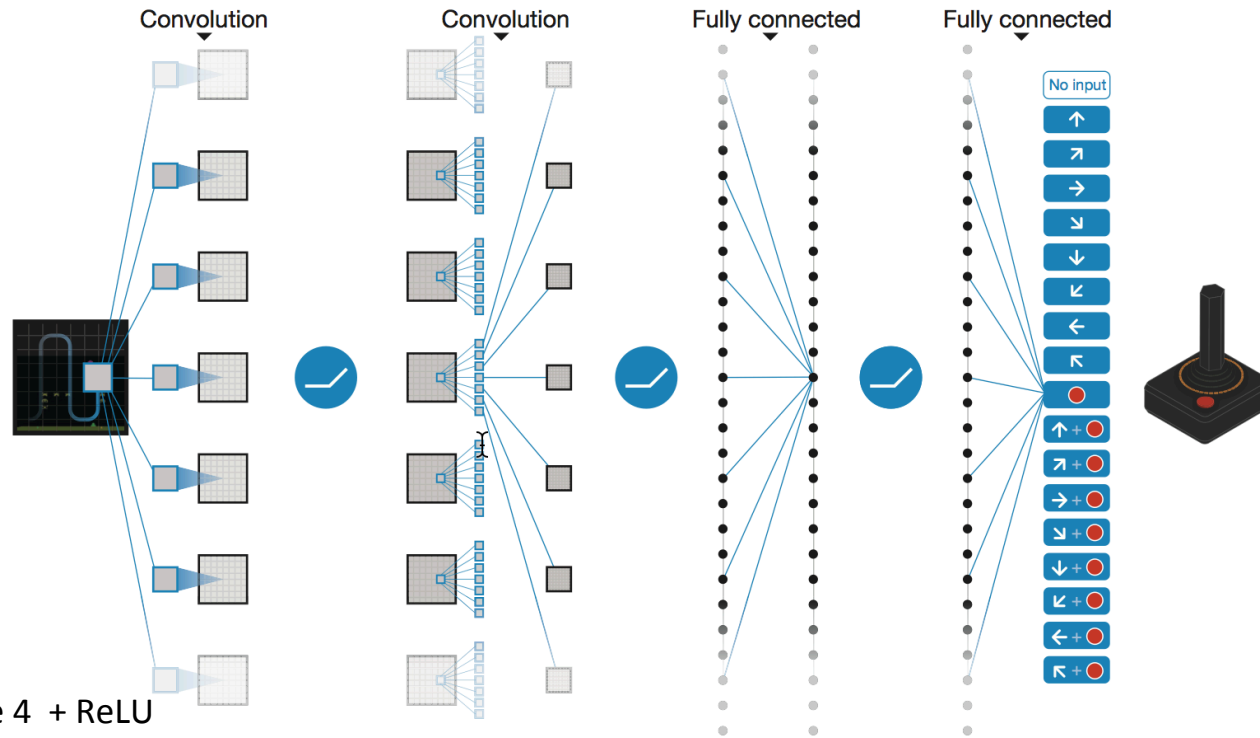 Convolution
Convolution
Fully connected
Fully connected
No input
+
+
+
+
+
+
+
+
e 4 + ReLU